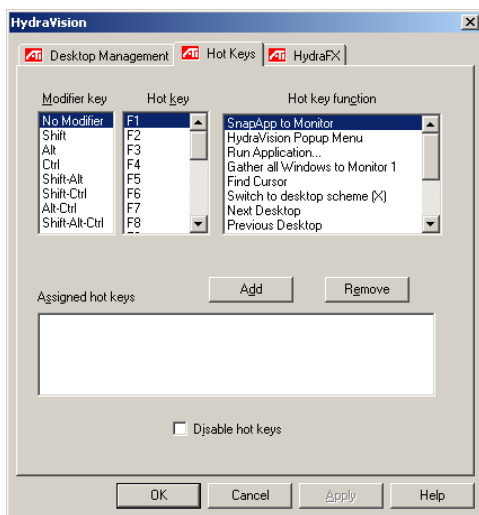 HydraVision
ATI Desktop Management ATI Hot Keys ATI HydraFX
Modifier key Hot key Hot key function
No Modifier F1 SnapApp to Monitor
Shift F2 HydraVision Popup Menu
Alt F3 Run Application...
Ctrl F4 Gather all Windows to Monitor 1
Shift-Alt F5 Find Cursor
Shift-Ctrl F6 Switch to desktop scheme (X)
Alt-Ctrl F7 Next Desktop
Shift-Alt-Ctrl F8 Previous Desktop
Assigned hot keys Add Remove
Disable hot keys
OK Cancel Apply Help